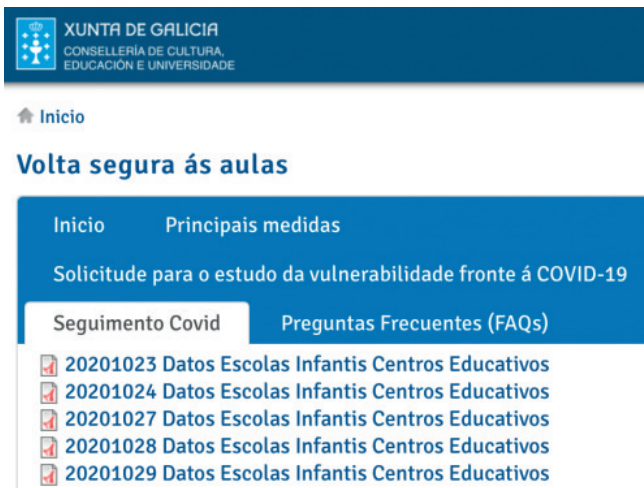 XUNTA DE GALICIA
CONSELLERÍA DE CULTURA,
EDUCACIÓN E UNIVERSIDADE
Inicio
Volta segura ás aulas
Inicio Principais medidas
Solicitude para o estudo da vulnerabilidade fronte á COVID-19
Seguimento Covid Preguntas Frecuentes (FAQs)
20201023 Datos Escolas Infantis Centros Educativos
20201024 Datos Escolas Infantis Centros Educativos
20201027 Datos Escolas Infantis Centros Educativos
20201028 Datos Escolas Infantis Centros Educativos
20201029 Datos Escolas Infantis Centros Educativos